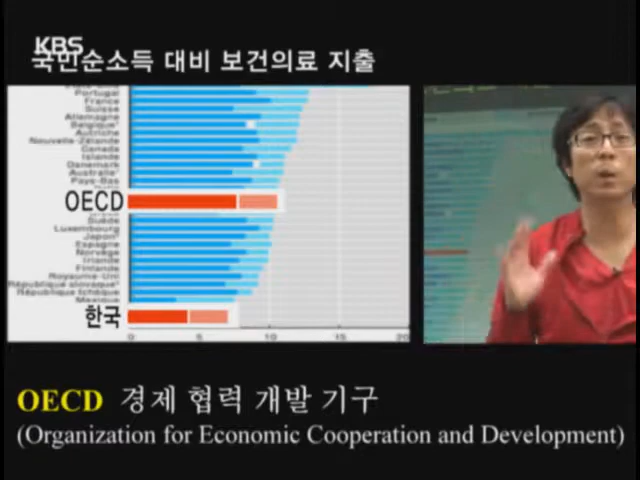 KBS
국민순소득 대비 보건의료 지출
Portugal
France
Suisse
Allemagne
Belgique*
Autriche
Nouvelle-Zélande
Canada
Islande
Danemark
Australie*
Pays-Bas
OECD
Suède
Luxembourg
Japon*
Espagne
Norvège
Irlande
Finlande
Royaume-Uni
République slovaque*
République tchèque
Mexique
한국
0 5 10 15 20
OECD 경제 협력 개발 기구
(Organization for Economic Cooperation and Development)